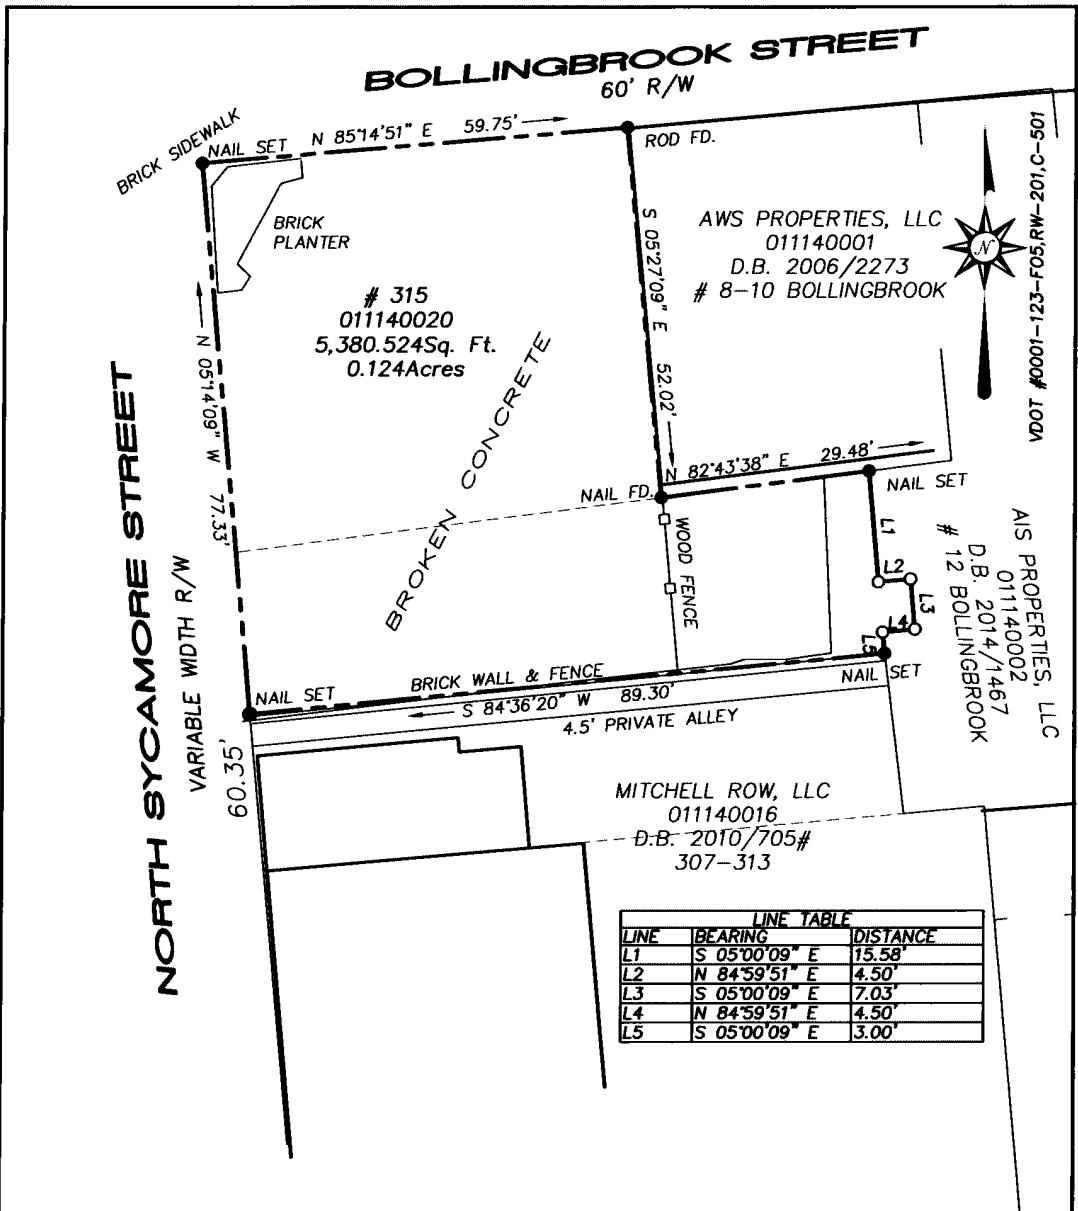 BOLLINGBROOK STREET
60' R/W
BRICK SIDEWALK
NAIL SET
N 85°14'51" E 59.75'
ROD FD.
BRICK
PLANTER
# 315
011140020
5,380.524Sq. Ft.
0.124Acres
AWS PROPERTIES, LLC
011140001
D.B. 2006/2273
# 8-10 BOLLINGBROOK
N
VDOT #0001-123-F05,RW-201,C-501
S 05°27'09" E 52.02'
N 05°14'09" W 77.33'
BROKEN CONCRETE
N 82°43'38" E 29.48'
NAIL FD.
NAIL SET
WOOD FENCE
L1
L2
L3
L4
L5
AIS PROPERTIES, LLC
011140002
D.B. 2014/1467
# 12 BOLLINGBROOK
NORTH SYCAMORE STREET
VARIABLE WIDTH R/W
NAIL SET
BRICK WALL & FENCE
NAIL SET
S 84°36'20" W 89.30'
4.5' PRIVATE ALLEY
60.35'
MITCHELL ROW, LLC
011140016
D.B. 2010/705#
307-313
LINE TABLE
LINE BEARING DISTANCE
L1 S 05°00'09" E 15.58'
L2 N 84°59'51" E 4.50'
L3 S 05°00'09" E 7.03'
L4 N 84°59'51" E 4.50'
L5 S 05°00'09" E 3.00'